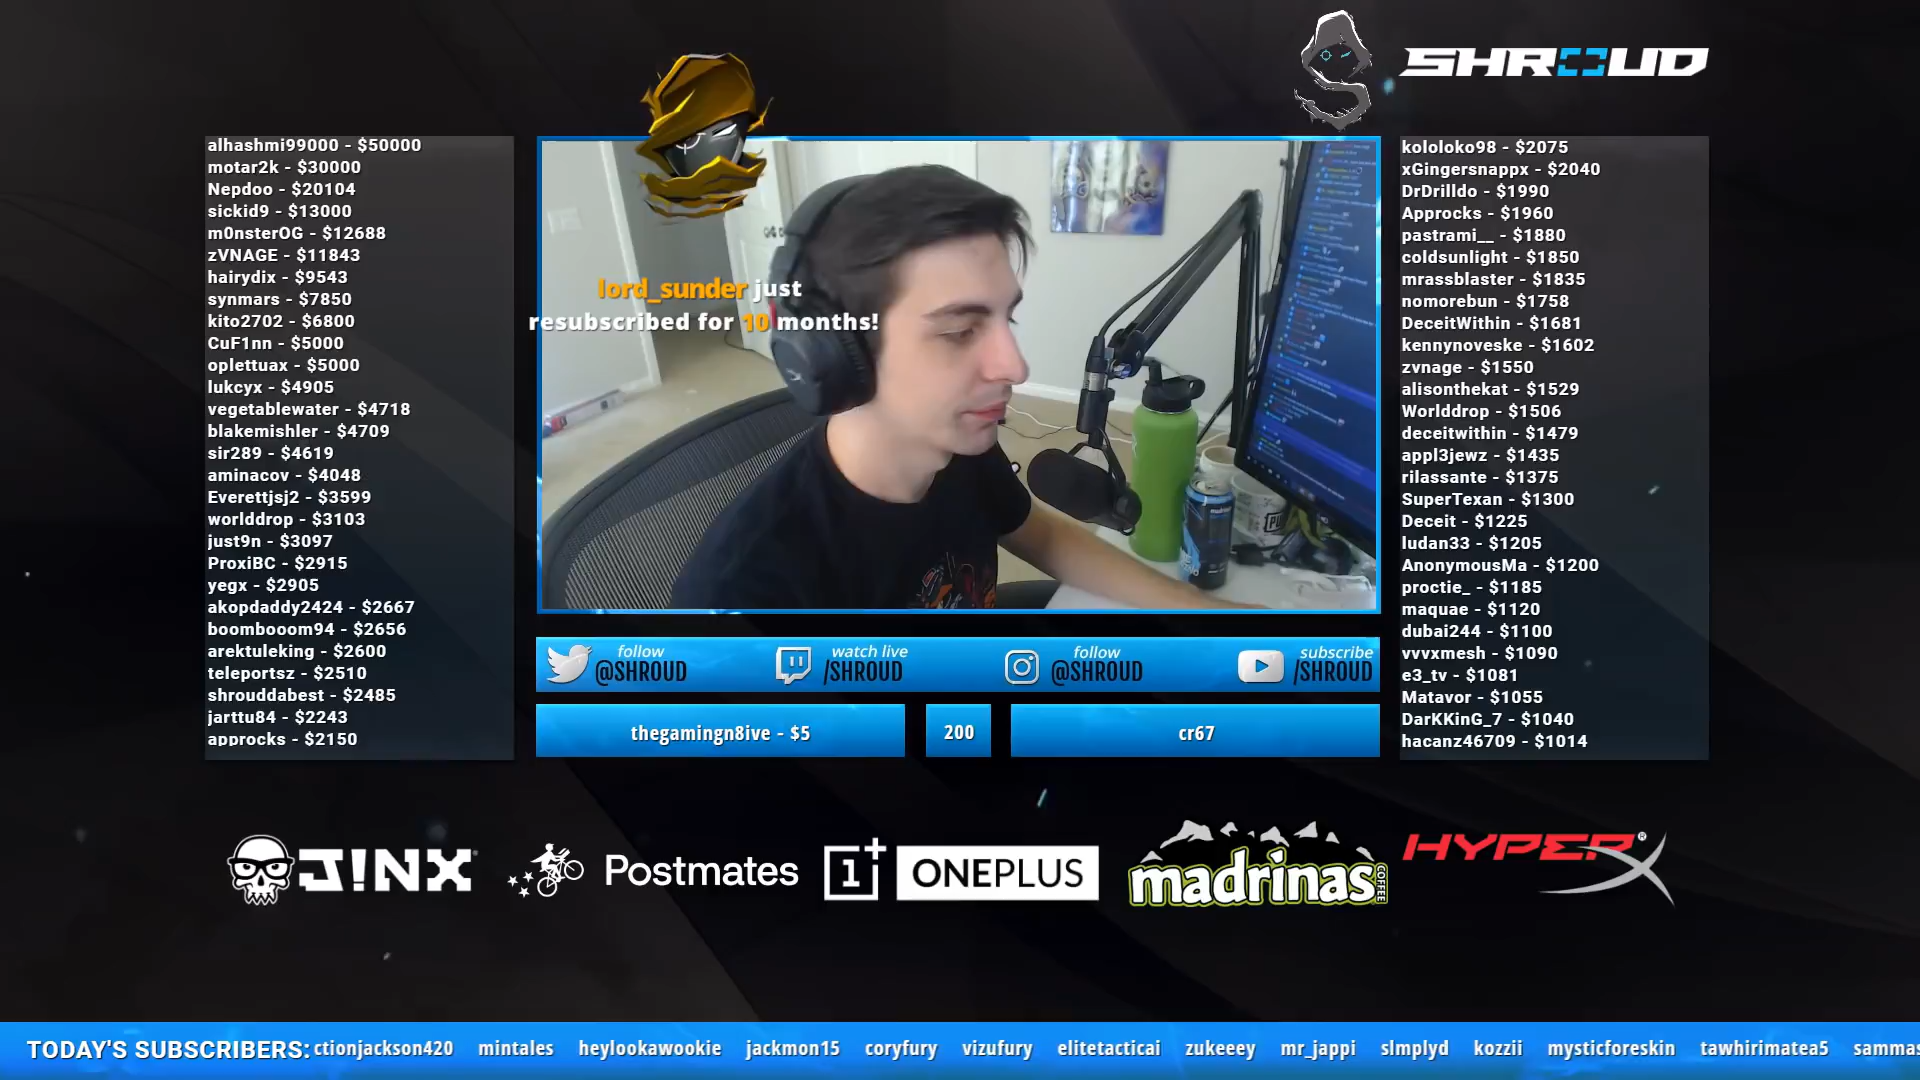 SHROUD
alhashmi99000 - $50000
motar2k - $30000
Nepdoo - $20104
sickid9 - $13000
m0nsterOG - $12688
zVNAGE - $11843
hairydix - $9543
synmars - $7850
kito2702 - $6800
CuF1nn - $5000
oplettuax - $5000
lukcyx - $4905
vegetablewater - $4718
blakemishler - $4709
sir289 - $4619
aminacov - $4048
Everettjsj2 - $3599
worlddrop - $3103
just9n - $3097
ProxiBC - $2915
yegx - $2905
akopdaddy2424 - $2667
boombooom94 - $2656
arektuleking - $2600
teleportsz - $2510
shrouddabest - $2485
jarttu84 - $2243
approcks - $2150
lord_sunder just
resubscribed for 10 months!
kololoko98 - $2075
xGingersnappx - $2040
DrDrilldo - $1990
Approcks - $1960
pastrami__ - $1880
coldsunlight - $1850
mrassblaster - $1835
nomorebun - $1758
DeceitWithin - $1681
kennynoveske - $1602
zvnage - $1550
alisonthekat - $1529
Worlddrop - $1506
deceitwithin - $1479
appl3jewz - $1435
rilassante - $1375
SuperTexan - $1300
Deceit - $1225
ludan33 - $1205
AnonymousMa - $1200
proctie_ - $1185
maquae - $1120
dubai244 - $1100
vvvxmesh - $1090
e3_tv - $1081
Matavor - $1055
DarKKinG_7 - $1040
hacanz46709 - $1014
follow
@SHROUD
watch live
/SHROUD
follow
@SHROUD
subscribe
/SHROUD
thegamingn8ive - $5
200
cr67
J!NX
Postmates
1+ ONEPLUS
madrinas COFFEE
HYPERX
TODAY'S SUBSCRIBERS: ctionjackson420 mintales heylookawookie jackmon15 coryfury vizufury elitetacticai zukeeey mr_jappi slmplyd kozzii mysticforeskin tawhirimatea5 sammas